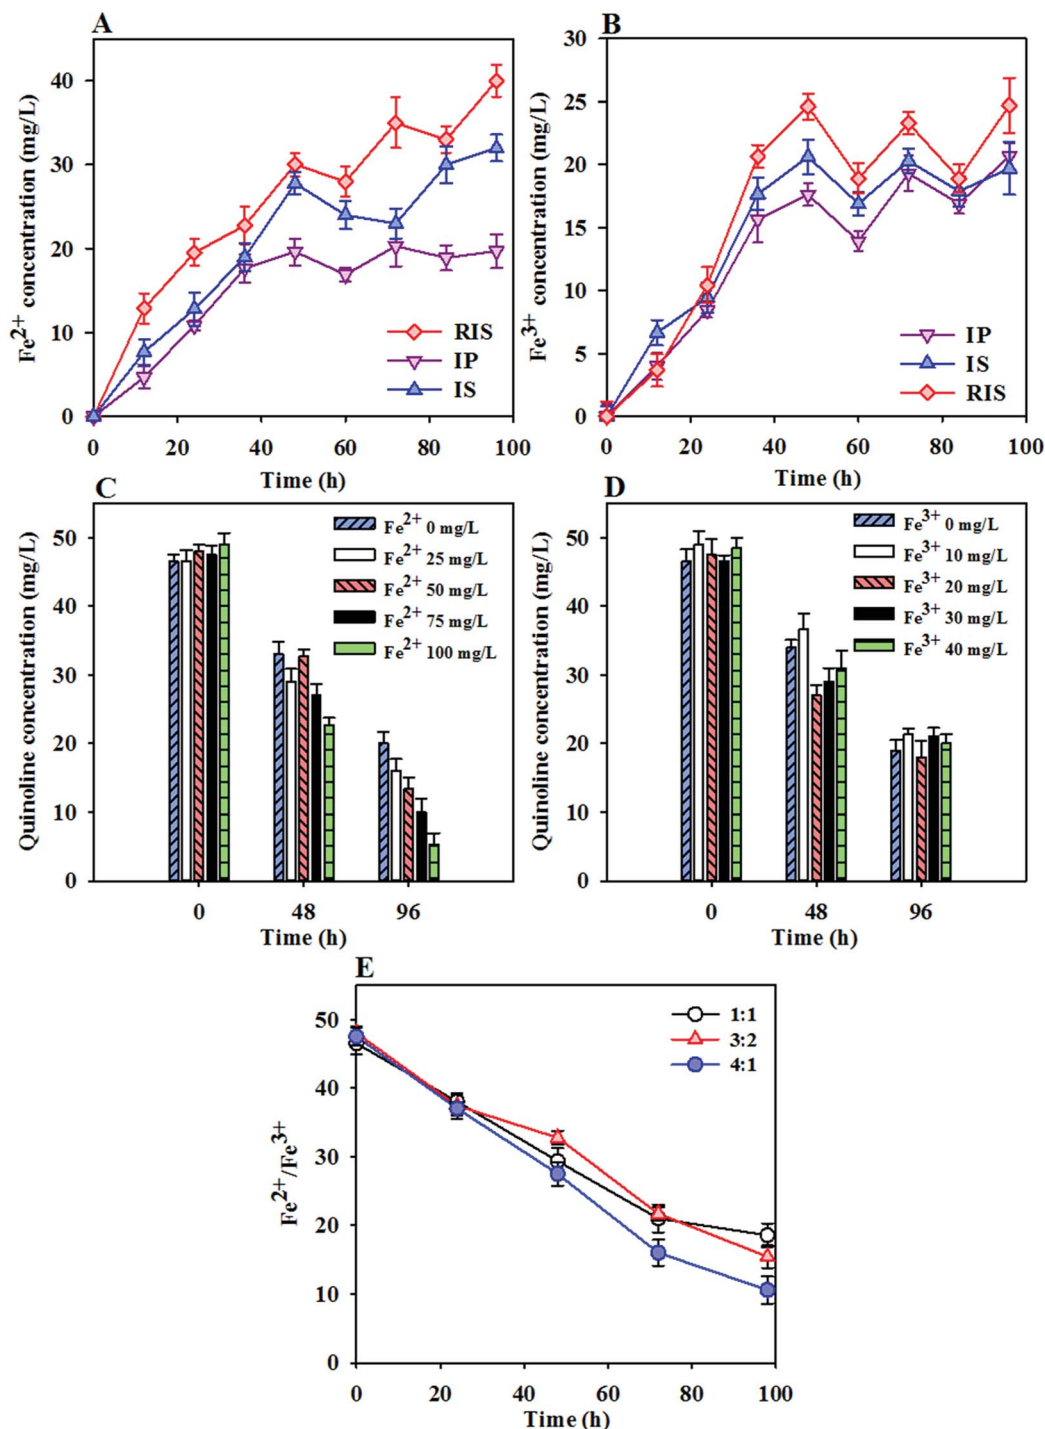 A
Fe2+ concentration (mg/L)
40
30
20
10
0
RIS
IP
IS
0 20 40 60 80 100
Time (h)
B
Fe3+ concentration (mg/L)
30
25
20
15
10
5
0
IP
IS
RIS
0 20 40 60 80 100
Time (h)
C
Quinoline concentration (mg/L)
50
40
30
20
10
0
Fe2+ 0 mg/L
Fe2+ 25 mg/L
Fe2+ 50 mg/L
Fe2+ 75 mg/L
Fe2+ 100 mg/L
0 48 96
Time (h)
D
Quinoline concentration (mg/L)
50
40
30
20
10
0
Fe3+ 0 mg/L
Fe3+ 10 mg/L
Fe3+ 20 mg/L
Fe3+ 30 mg/L
Fe3+ 40 mg/L
0 48 96
Time (h)
E
Fe2+/Fe3+
50
40
30
20
10
0
1:1
3:2
4:1
0 20 40 60 80 100
Time (h)